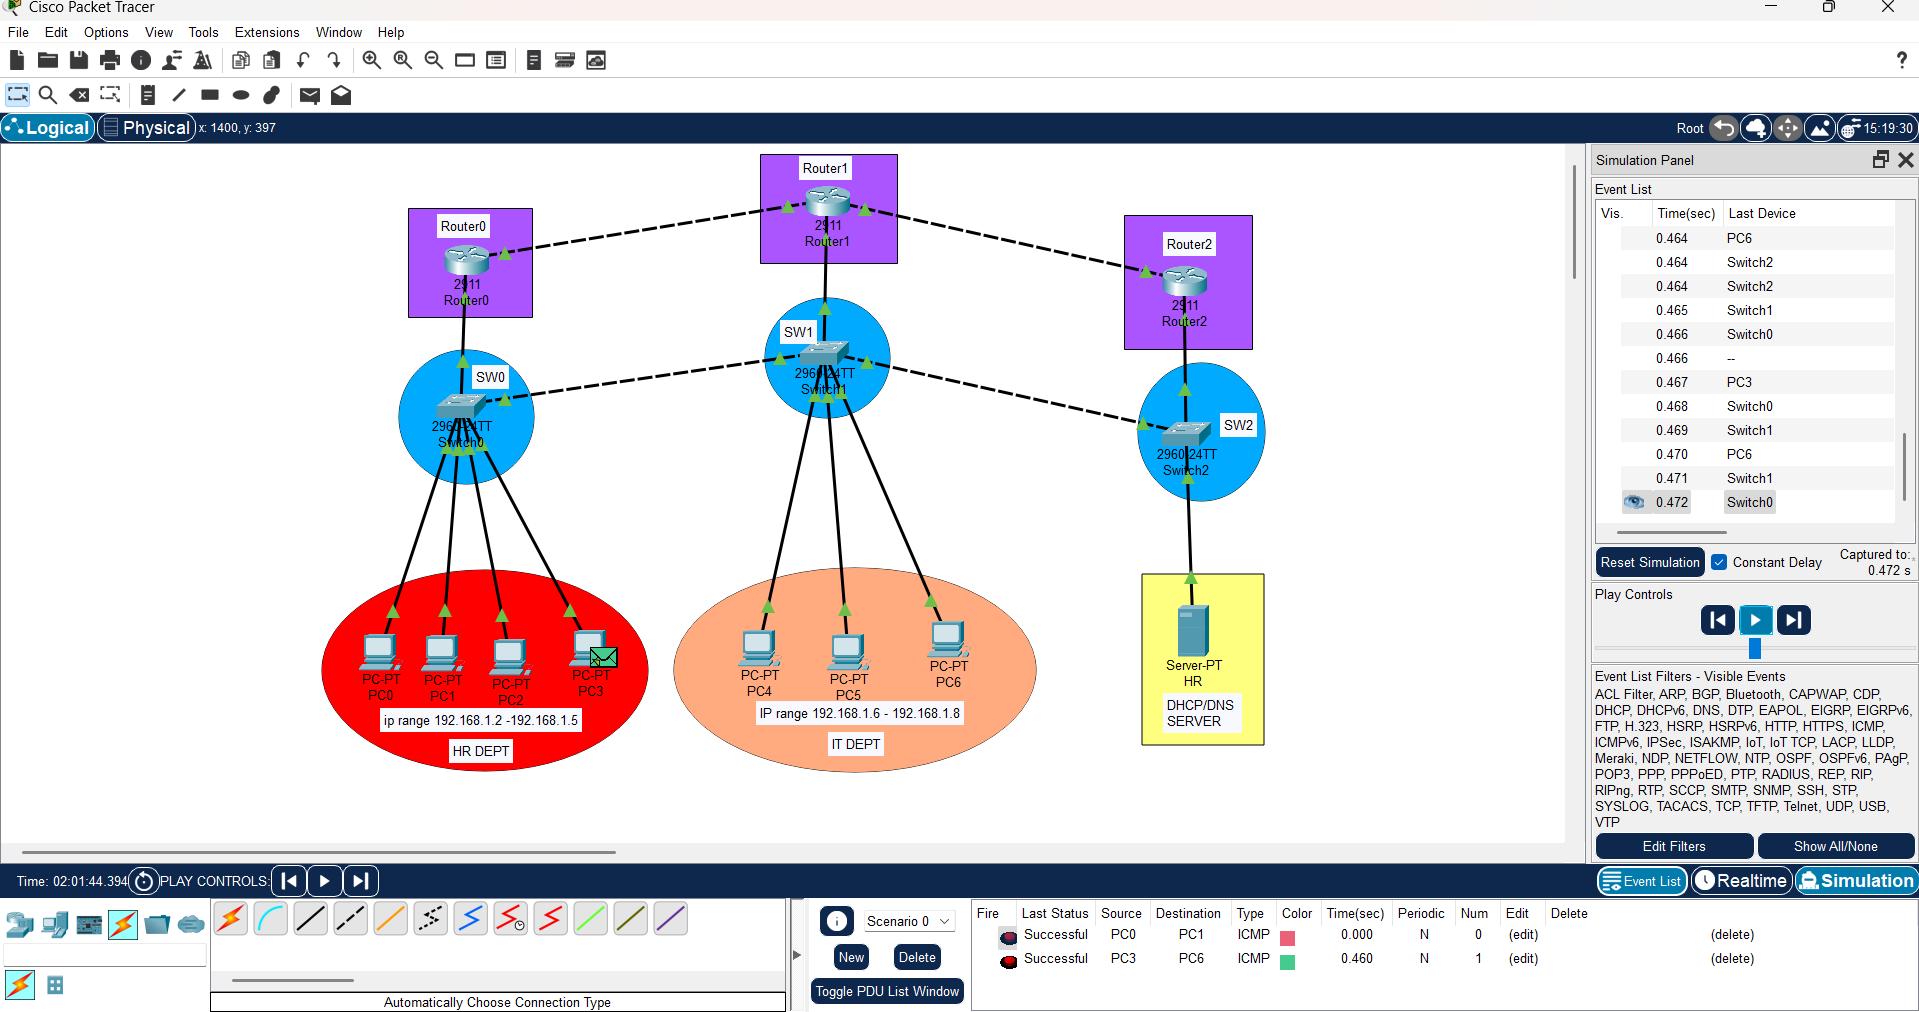 Cisco Packet Tracer
File Edit Options View Tools Extensions Window Help
?
Logical Physical x: 1400, y: 397 Root 15:19:30
Router0
2911
Router0
Router1
2911
Router1
Router2
2911
Router2
SW0
2960-24TT
Switch0
SW1
2960-24TT
Switch1
SW2
2960-24TT
Switch2
PC-PT
PC0
PC-PT
PC1
PC-PT
PC2
PC-PT
PC3
ip range 192.168.1.2 -192.168.1.5
HR DEPT
PC-PT
PC4
PC-PT
PC5
PC-PT
PC6
IP range 192.168.1.6 - 192.168.1.8
IT DEPT
Server-PT
HR
DHCP/DNS
SERVER
Simulation Panel
Event List
Vis. Time(sec) Last Device
0.464 PC6
0.464 Switch2
0.464 Switch2
0.465 Switch1
0.466 Switch0
0.466 --
0.467 PC3
0.468 Switch0
0.469 Switch1
0.470 PC6
0.471 Switch1
0.472 Switch0
Reset Simulation Constant Delay Captured to:
0.472 s
Play Controls
Event List Filters - Visible Events
ACL Filter, ARP, BGP, Bluetooth, CAPWAP, CDP,
DHCP, DHCPv6, DNS, DTP, EAPOL, EIGRP, EIGRPv6,
FTP, H.323, HSRP, HSRPv6, HTTP, HTTPS, ICMP,
ICMPv6, IPSec, ISAKMP, IoT, IoT TCP, LACP, LLDP,
Meraki, NDP, NETFLOW, NTP, OSPF, OSPFv6, PAgP,
POP3, PPP, PPPoED, PTP, RADIUS, REP, RIP,
RIPng, RTP, SCCP, SMTP, SNMP, SSH, STP,
SYSLOG, TACACS, TCP, TFTP, Telnet, UDP, USB,
VTP
Edit Filters Show All/None
Time: 02:01:44.394 PLAY CONTROLS: Event List Realtime Simulation
Automatically Choose Connection Type
Scenario 0
New Delete
Toggle PDU List Window
Fire Last Status Source Destination Type Color Time(sec) Periodic Num Edit Delete
Successful PC0 PC1 ICMP 0.000 N 0 (edit) (delete)
Successful PC3 PC6 ICMP 0.460 N 1 (edit) (delete)